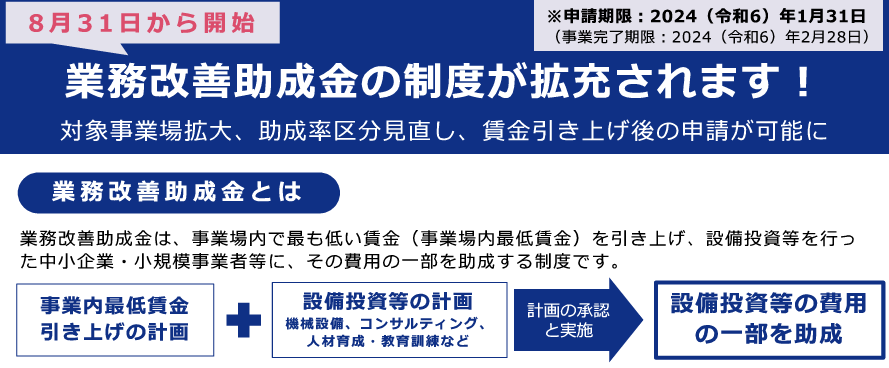 8月31日から開始
※申請期限：2024（令和6）年1月31日
（事業完了期限：2024（令和6）年2月28日）
業務改善助成金の制度が拡充されます！
対象事業場拡大、助成率区分見直し、賃金引き上げ後の申請が可能に
業務改善助成金とは
業務改善助成金は、事業場内で最も低い賃金（事業場内最低賃金）を引き上げ、設備投資等を行っ
た中小企業・小規模事業者等に、その費用の一部を助成する制度です。
事業内最低賃金
引き上げの計画
設備投資等の計画
機械設備、コンサルティング、
人材育成・教育訓練など
計画の承認
と実施
設備投資等の費用
の一部を助成